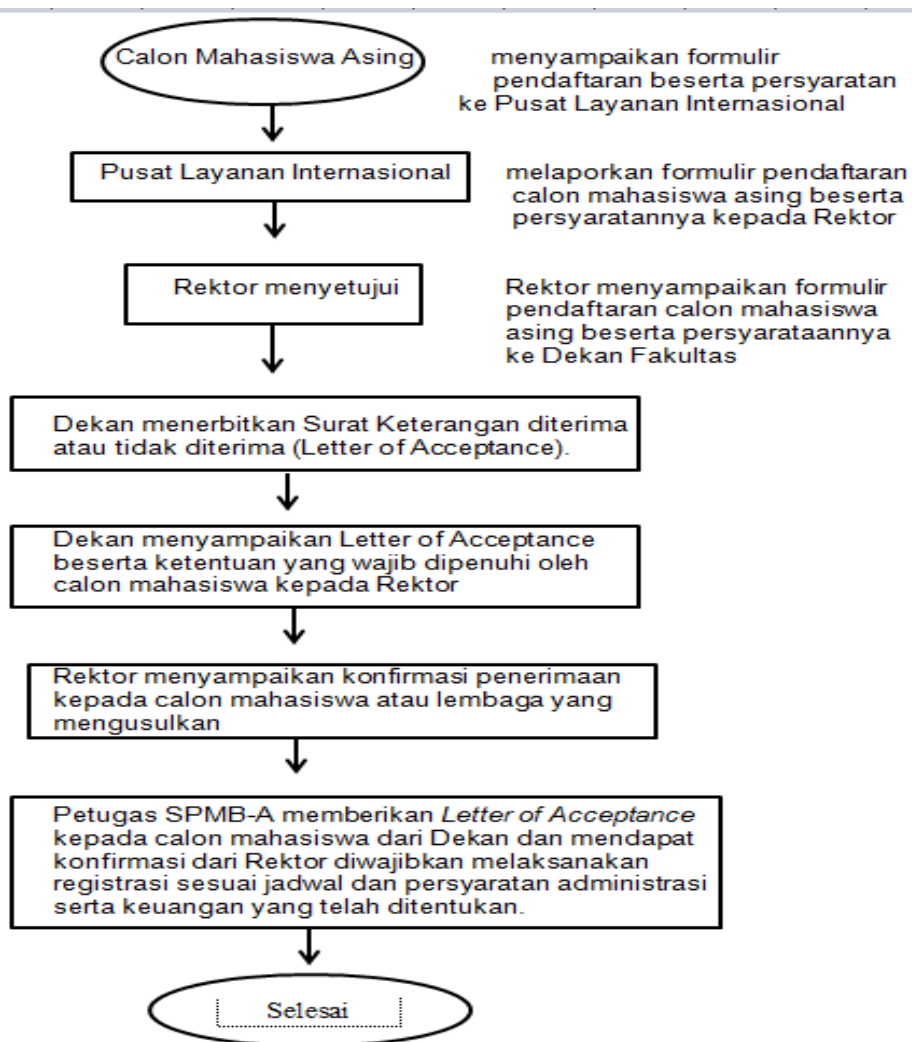 Calon Mahasiswa Asing
menyampaikan formulir
pendaftaran beserta persyaratan
ke Pusat Layanan Internasional
Pusat Layanan Internasional
melaporkan formulir pendaftaran
calon mahasiswa asing beserta
persyaratannya kepada Rektor
Rektor menyetujui
Rektor menyampaikan formulir
pendaftaran calon mahasiswa
asing beserta persyarataannya
ke Dekan Fakultas
Dekan menerbitkan Surat Keterangan diterima
atau tidak diterima (Letter of Acceptance).
Dekan menyampaikan Letter of Acceptance
beserta ketentuan yang wajib dipenuhi oleh
calon mahasiswa kepada Rektor
Rektor menyampaikan konfirmasi penerimaan
kepada calon mahasiswa atau lembaga yang
mengusulkan
Petugas SPMB-A memberikan Letter of Acceptance
kepada calon mahasiswa dari Dekan dan mendapat
konfirmasi dari Rektor diwajibkan melaksanakan
registrasi sesuai jadwal dan persyaratan administrasi
serta keuangan yang telah ditentukan.
Selesai